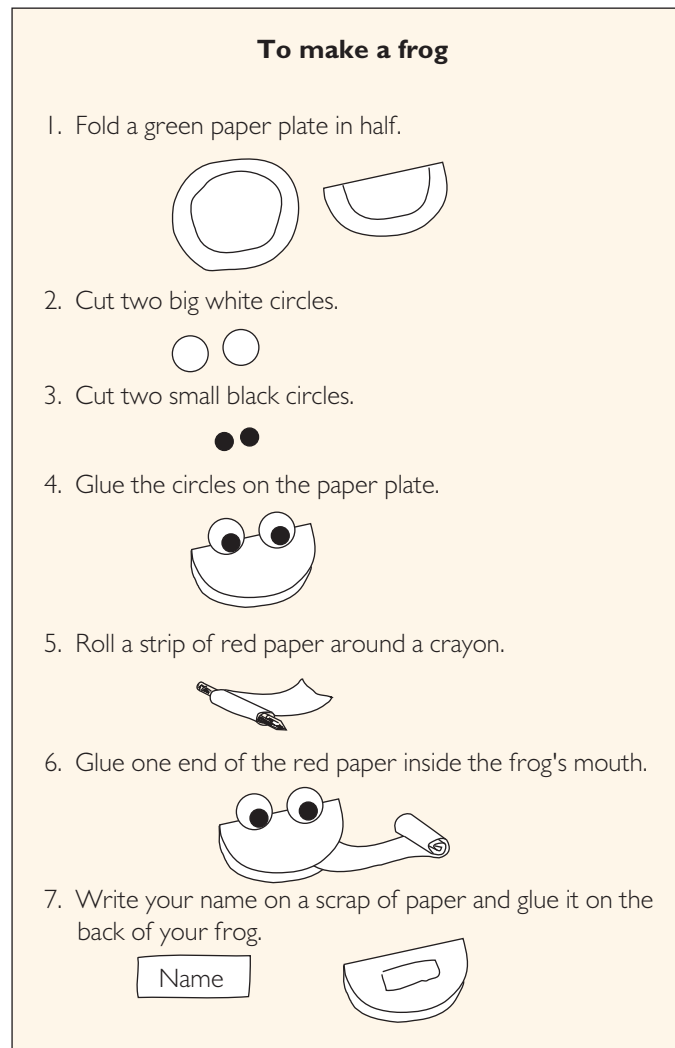 To make a frog
1. Fold a green paper plate in half.
2. Cut two big white circles.
3. Cut two small black circles.
4. Glue the circles on the paper plate.
5. Roll a strip of red paper around a crayon.
6. Glue one end of the red paper inside the frog's mouth.
7. Write your name on a scrap of paper and glue it on the
back of your frog.
Name